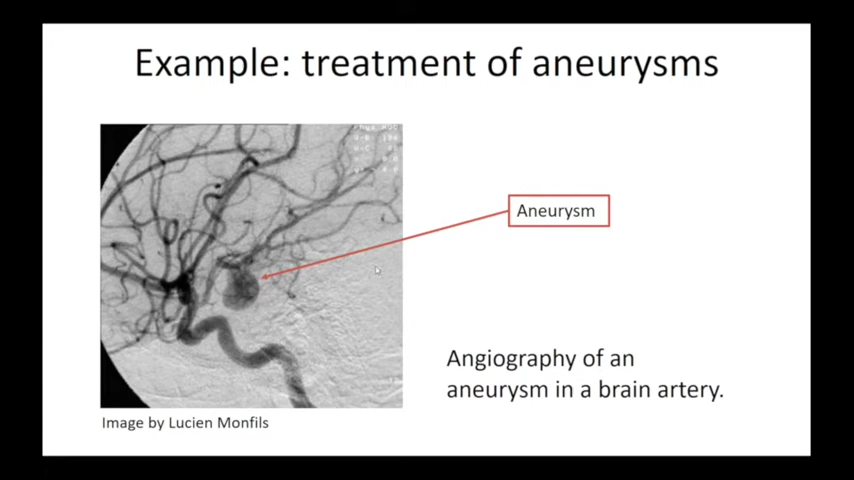 Example: treatment of aneurysms
Aneurysm
Angiography of an
aneurysm in a brain artery.
Image by Lucien Monfils